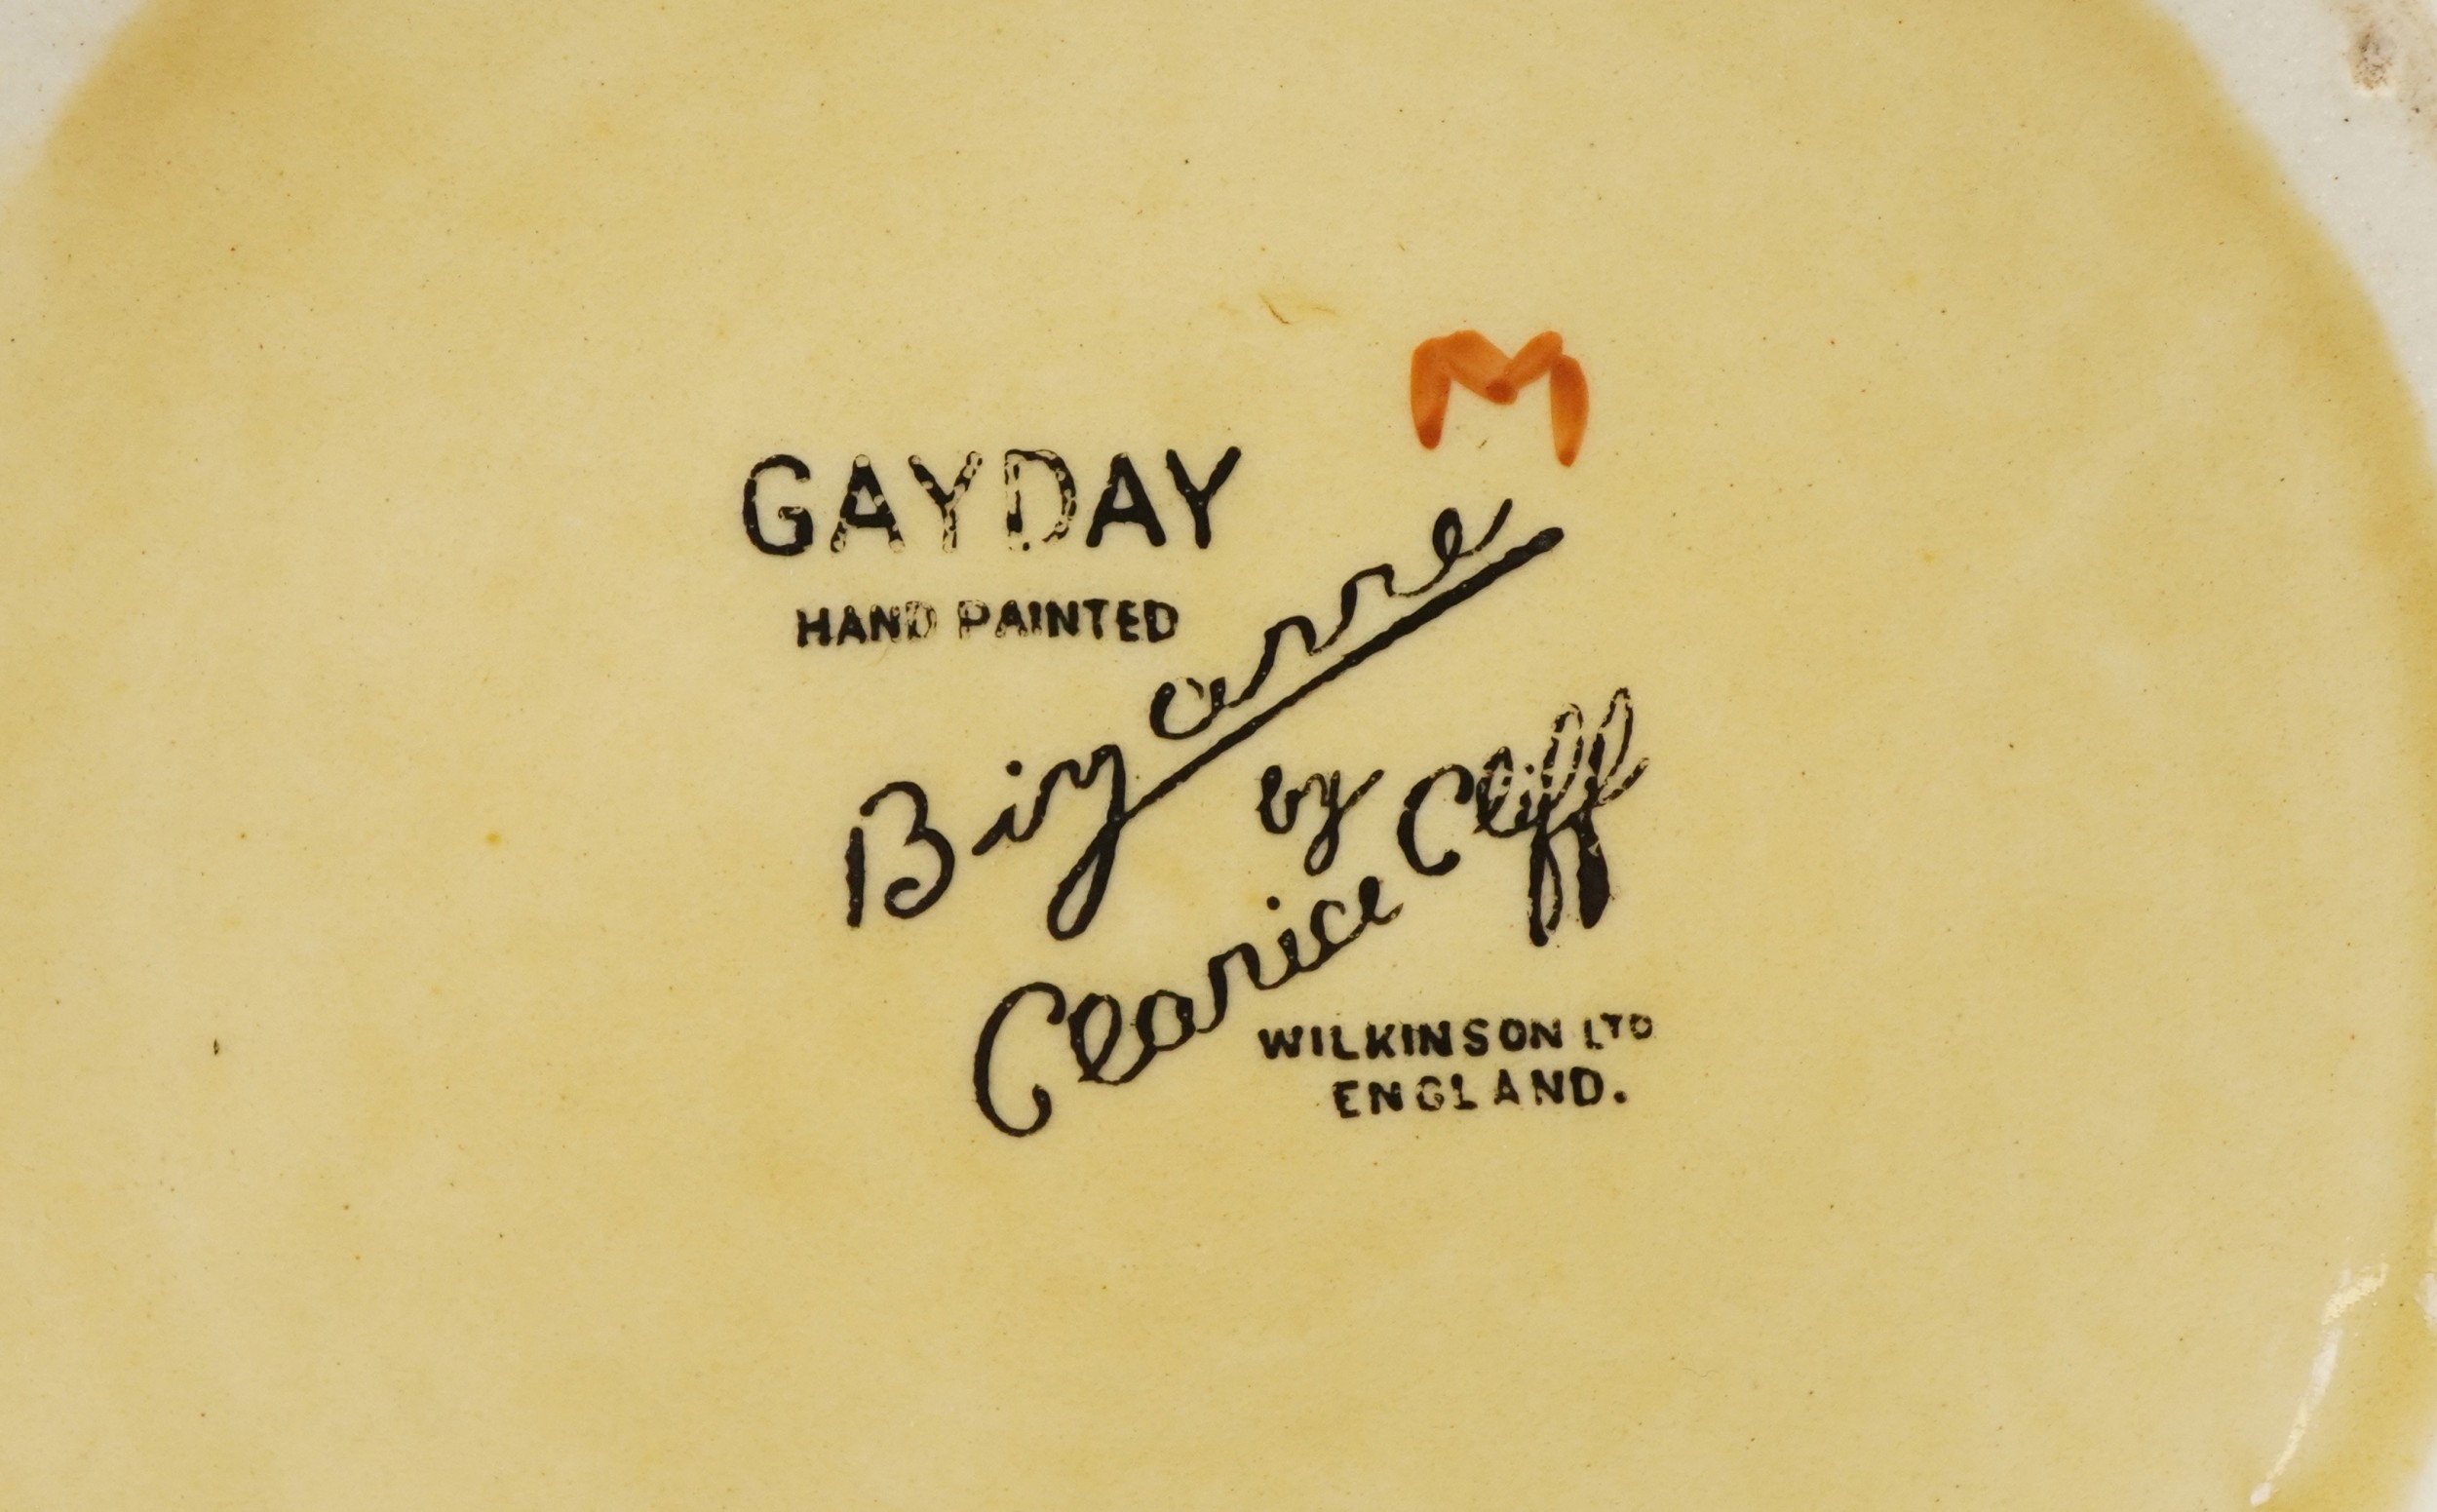 M
GAYDAY
HAND PAINTED
Bizarre
by
Clarice Cliff
WILKINSON LTD
ENGLAND.